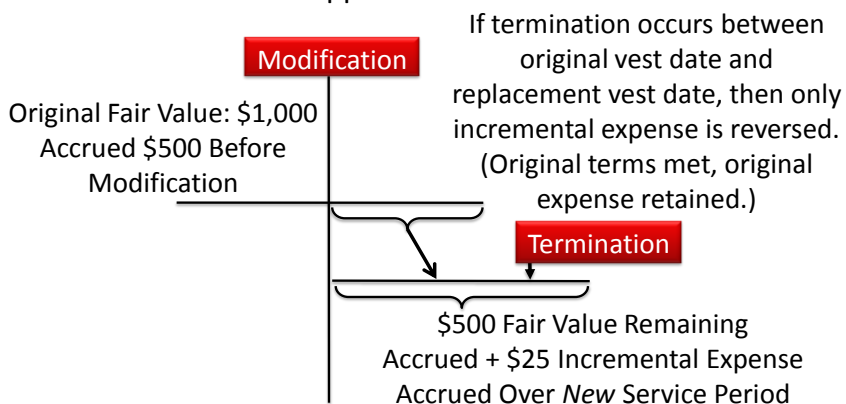 If termination occurs between
original vest date and
replacement vest date, then only
incremental expense is reversed.
(Original terms met, original
expense retained.)
Modification
Original Fair Value: $1,000
Accrued $500 Before
Modification
Termination
$500 Fair Value Remaining
Accrued + $25 Incremental Expense
Accrued Over New Service Period